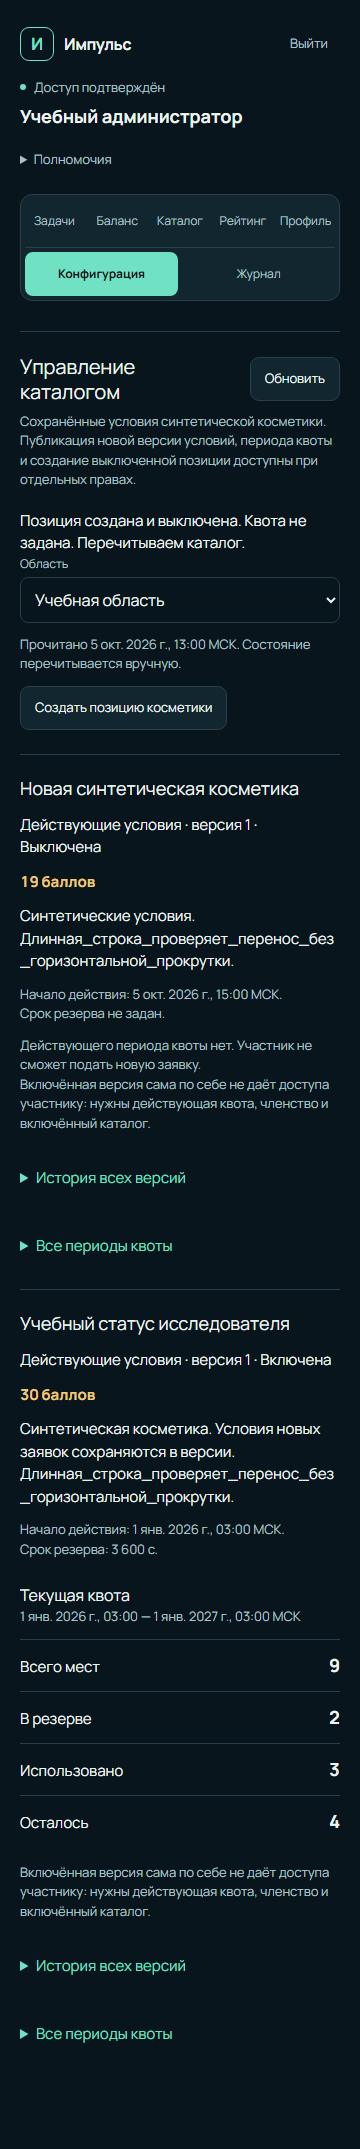 И Импульс Выйти
Доступ подтверждён
Учебный администратор
Полномочия
Задачи Баланс Каталог Рейтинг Профиль
Конфигурация Журнал
Управление
каталогом
Обновить
Сохранённые условия синтетической косметики.
Публикация новой версии условий, периода квоты
и создание выключенной позиции доступны при
отдельных правах.
Позиция создана и выключена. Квота не
задана. Перечитываем каталог.
Область
Учебная область
Прочитано 5 окт. 2026 г., 13:00 МСК. Состояние
перечитывается вручную.
Создать позицию косметики
Новая синтетическая косметика
Действующие условия · версия 1 ·
Выключена
19 баллов
Синтетические условия.
Длинная_строка_проверяет_перенос_без
_горизонтальной_прокрутки.
Начало действия: 5 окт. 2026 г., 15:00 МСК.
Срок резерва не задан.
Действующего периода квоты нет. Участник не
сможет подать новую заявку.
Включённая версия сама по себе не даёт доступа
участнику: нужны действующая квота, членство и
включённый каталог.
История всех версий
Все периоды квоты
Учебный статус исследователя
Действующие условия · версия 1 · Включена
30 баллов
Синтетическая косметика. Условия новых
заявок сохраняются в версии.
Длинная_строка_проверяет_перенос_без
_горизонтальной_прокрутки.
Начало действия: 1 янв. 2026 г., 03:00 МСК.
Срок резерва: 3 600 с.
Текущая квота
1 янв. 2026 г., 03:00 — 1 янв. 2027 г., 03:00 МСК
Всего мест 9
В резерве 2
Использовано 3
Осталось 4
Включённая версия сама по себе не даёт доступа
участнику: нужны действующая квота, членство и
включённый каталог.
История всех версий
Все периоды квоты